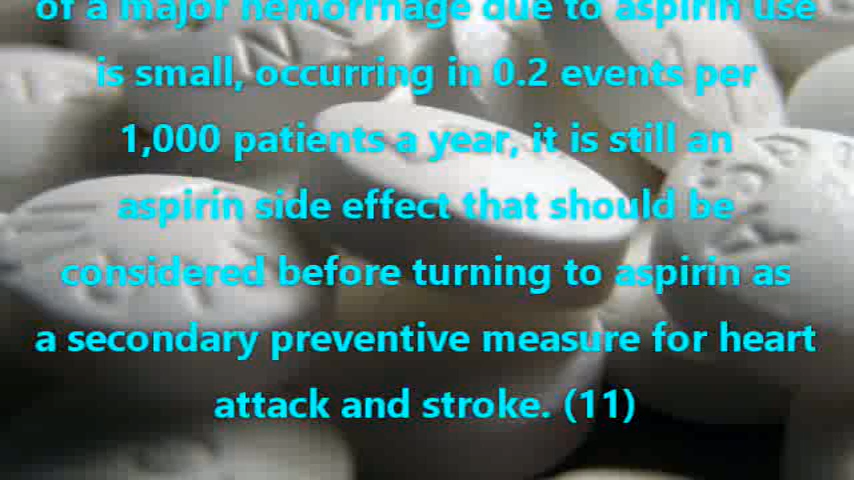 of a major hemorrhage due to aspirin use
is small, occurring in 0.2 events per
1,000 patients a year, it is still an
aspirin side effect that should be
considered before turning to aspirin as
a secondary preventive measure for heart
attack and stroke. (11)